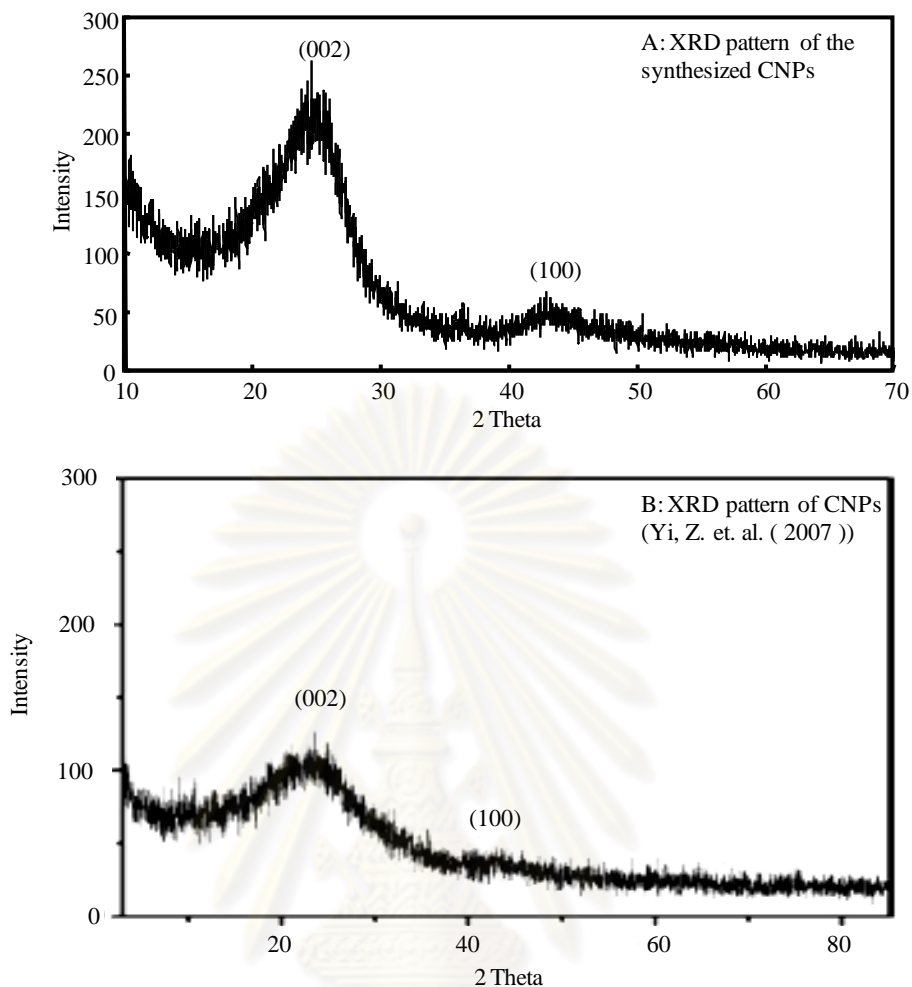 300
A: XRD pattern of the
synthesized CNPs
(002)
250
200
Intensity
150
100
(100)
50
0
10 20 30 40 50 60 70
2 Theta
300
B: XRD pattern of CNPs
(Yi, Z. et. al. ( 2007 ))
200
Intensity
(002)
100
(100)
0
20 40 60 80
2 Theta